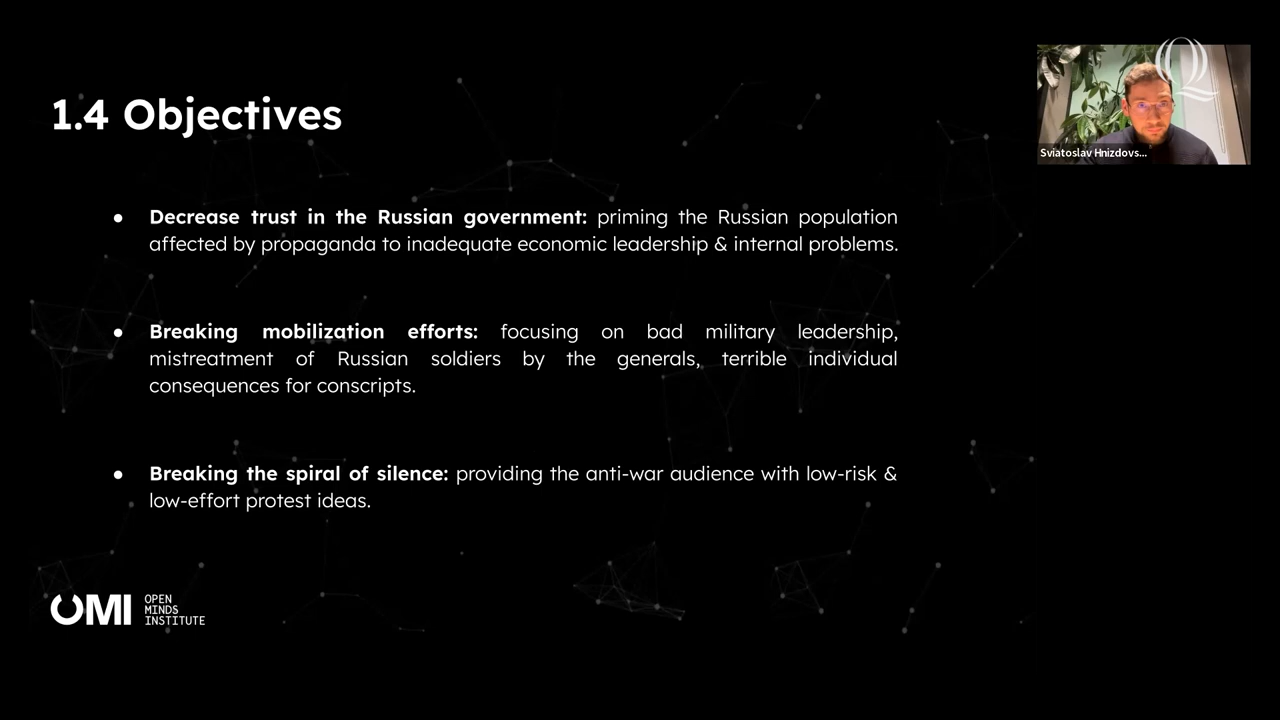 1.4 Objectives
● Decrease trust in the Russian government: priming the Russian population
affected by propaganda to inadequate economic leadership & internal problems.
● Breaking mobilization efforts: focusing on bad military leadership,
mistreatment of Russian soldiers by the generals, terrible individual
consequences for conscripts.
● Breaking the spiral of silence: providing the anti-war audience with low-risk &
low-effort protest ideas.
OMI
OPEN
MINDS
INSTITUTE
Sviatoslav Hnizdovs...
Q